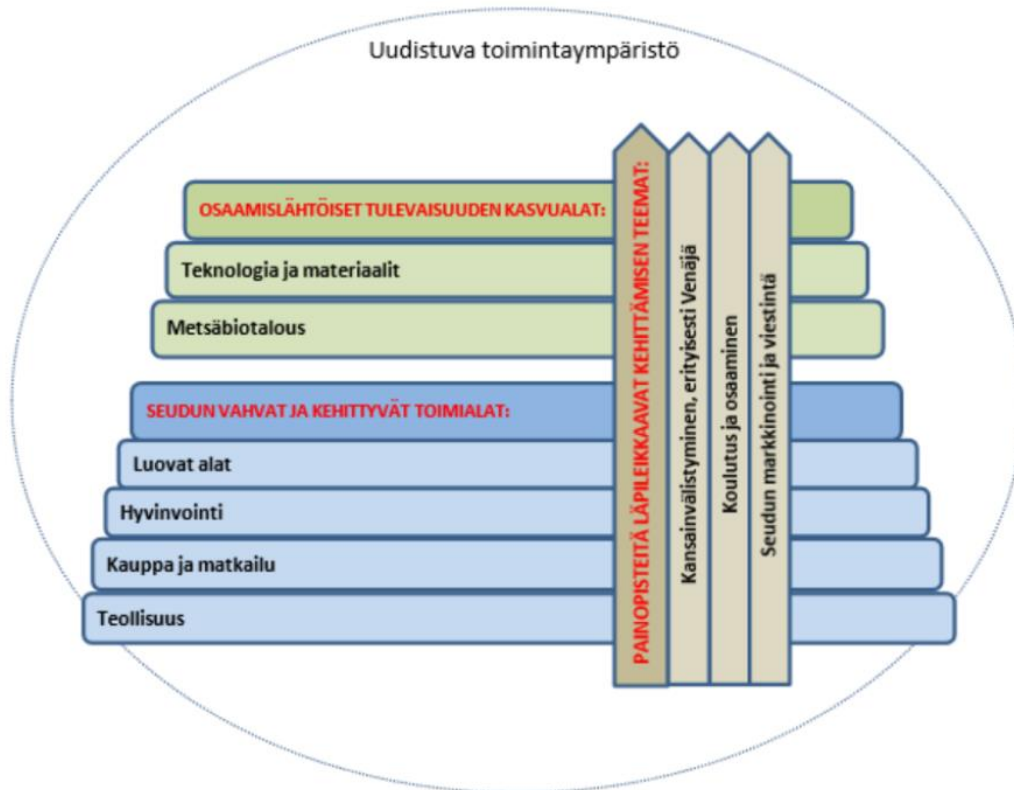 Uudistuva toimintaympäristö
OSAAMISLÄHTÖISET TULEVAISUUDEN KASVUALAT:
Teknologia ja materiaalit
Metsäbiotalous
SEUDUN VAHVAT JA KEHITTYVÄT TOIMIALAT:
Luovat alat
Hyvinvointi
Kauppa ja matkailu
Teollisuus
PAINOPISTEITÄ LÄPILEIKKAAVAT KEHITTÄMISEN TEEMAT:
Kansainvälistyminen, erityisesti Venäjä
Koulutus ja osaaminen
Seudun markkinointi ja viestintä